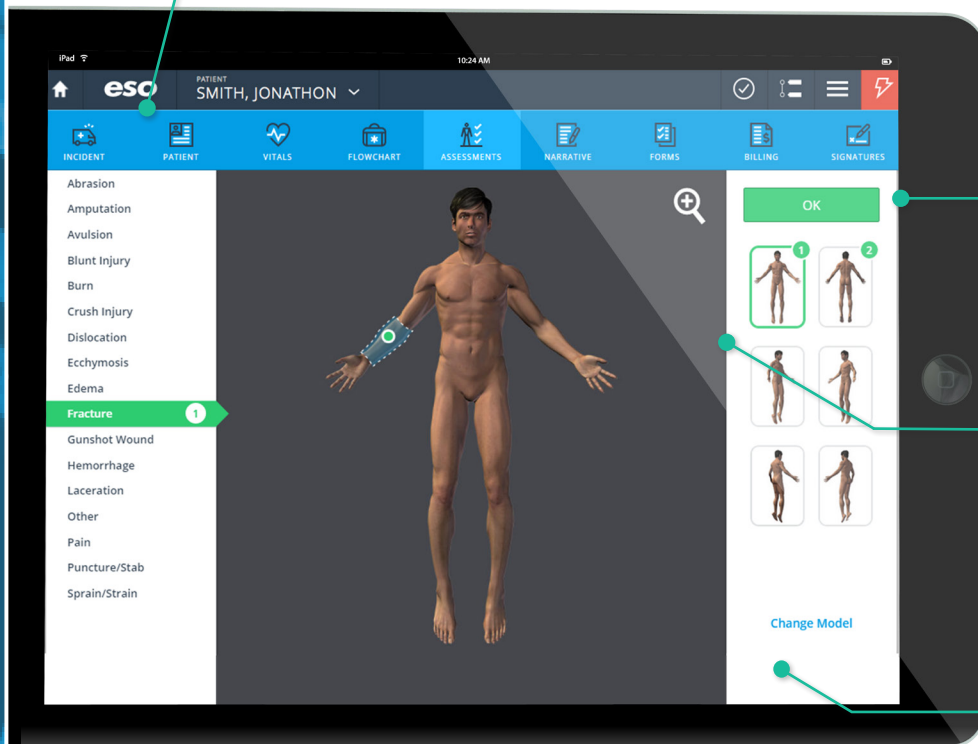 iPad
10:24 AM
eso
PATIENT
SMITH, JONATHON
INCIDENT
PATIENT
VITALS
FLOWCHART
ASSESSMENTS
NARRATIVE
FORMS
BILLING
SIGNATURES
Abrasion
Amputation
Avulsion
Blunt Injury
Burn
Crush Injury
Dislocation
Ecchymosis
Edema
Fracture 1
Gunshot Wound
Hemorrhage
Laceration
Other
Pain
Puncture/Stab
Sprain/Strain
OK
1
2
Change Model